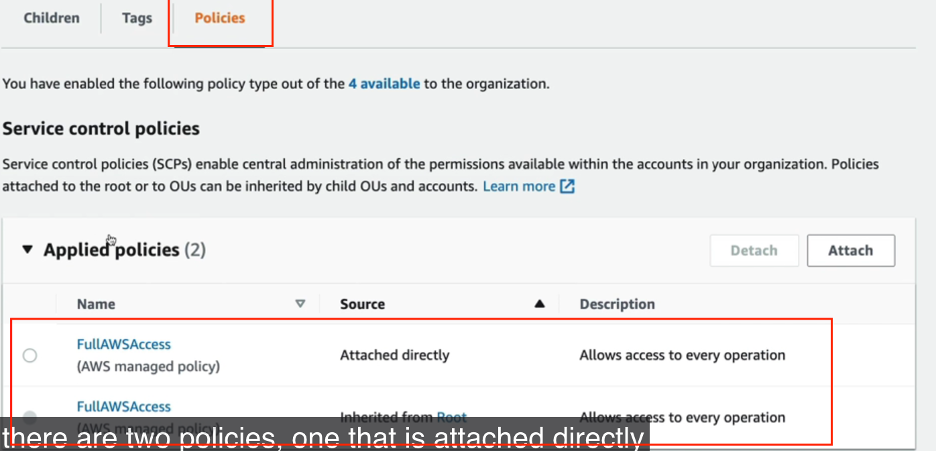 Children Tags Policies
You have enabled the following policy type out of the 4 available to the organization.
Service control policies
Service control policies (SCPs) enable central administration of the permissions available within the accounts in your organization. Policies
attached to the root or to OUs can be inherited by child OUs and accounts. Learn more
Applied policies (2) Detach Attach
Name Source Description
FullAWSAccess
(AWS managed policy) Attached directly Allows access to every operation
FullAWSAccess
(AWS managed policy) Inherited from Root Allows access to every operation
there are two policies, one that is attached directly